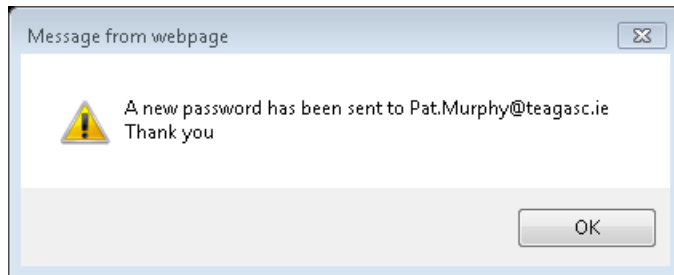 Message from webpage
A new password has been sent to Pat.Murphy@teagasc.ie
Thank you
OK